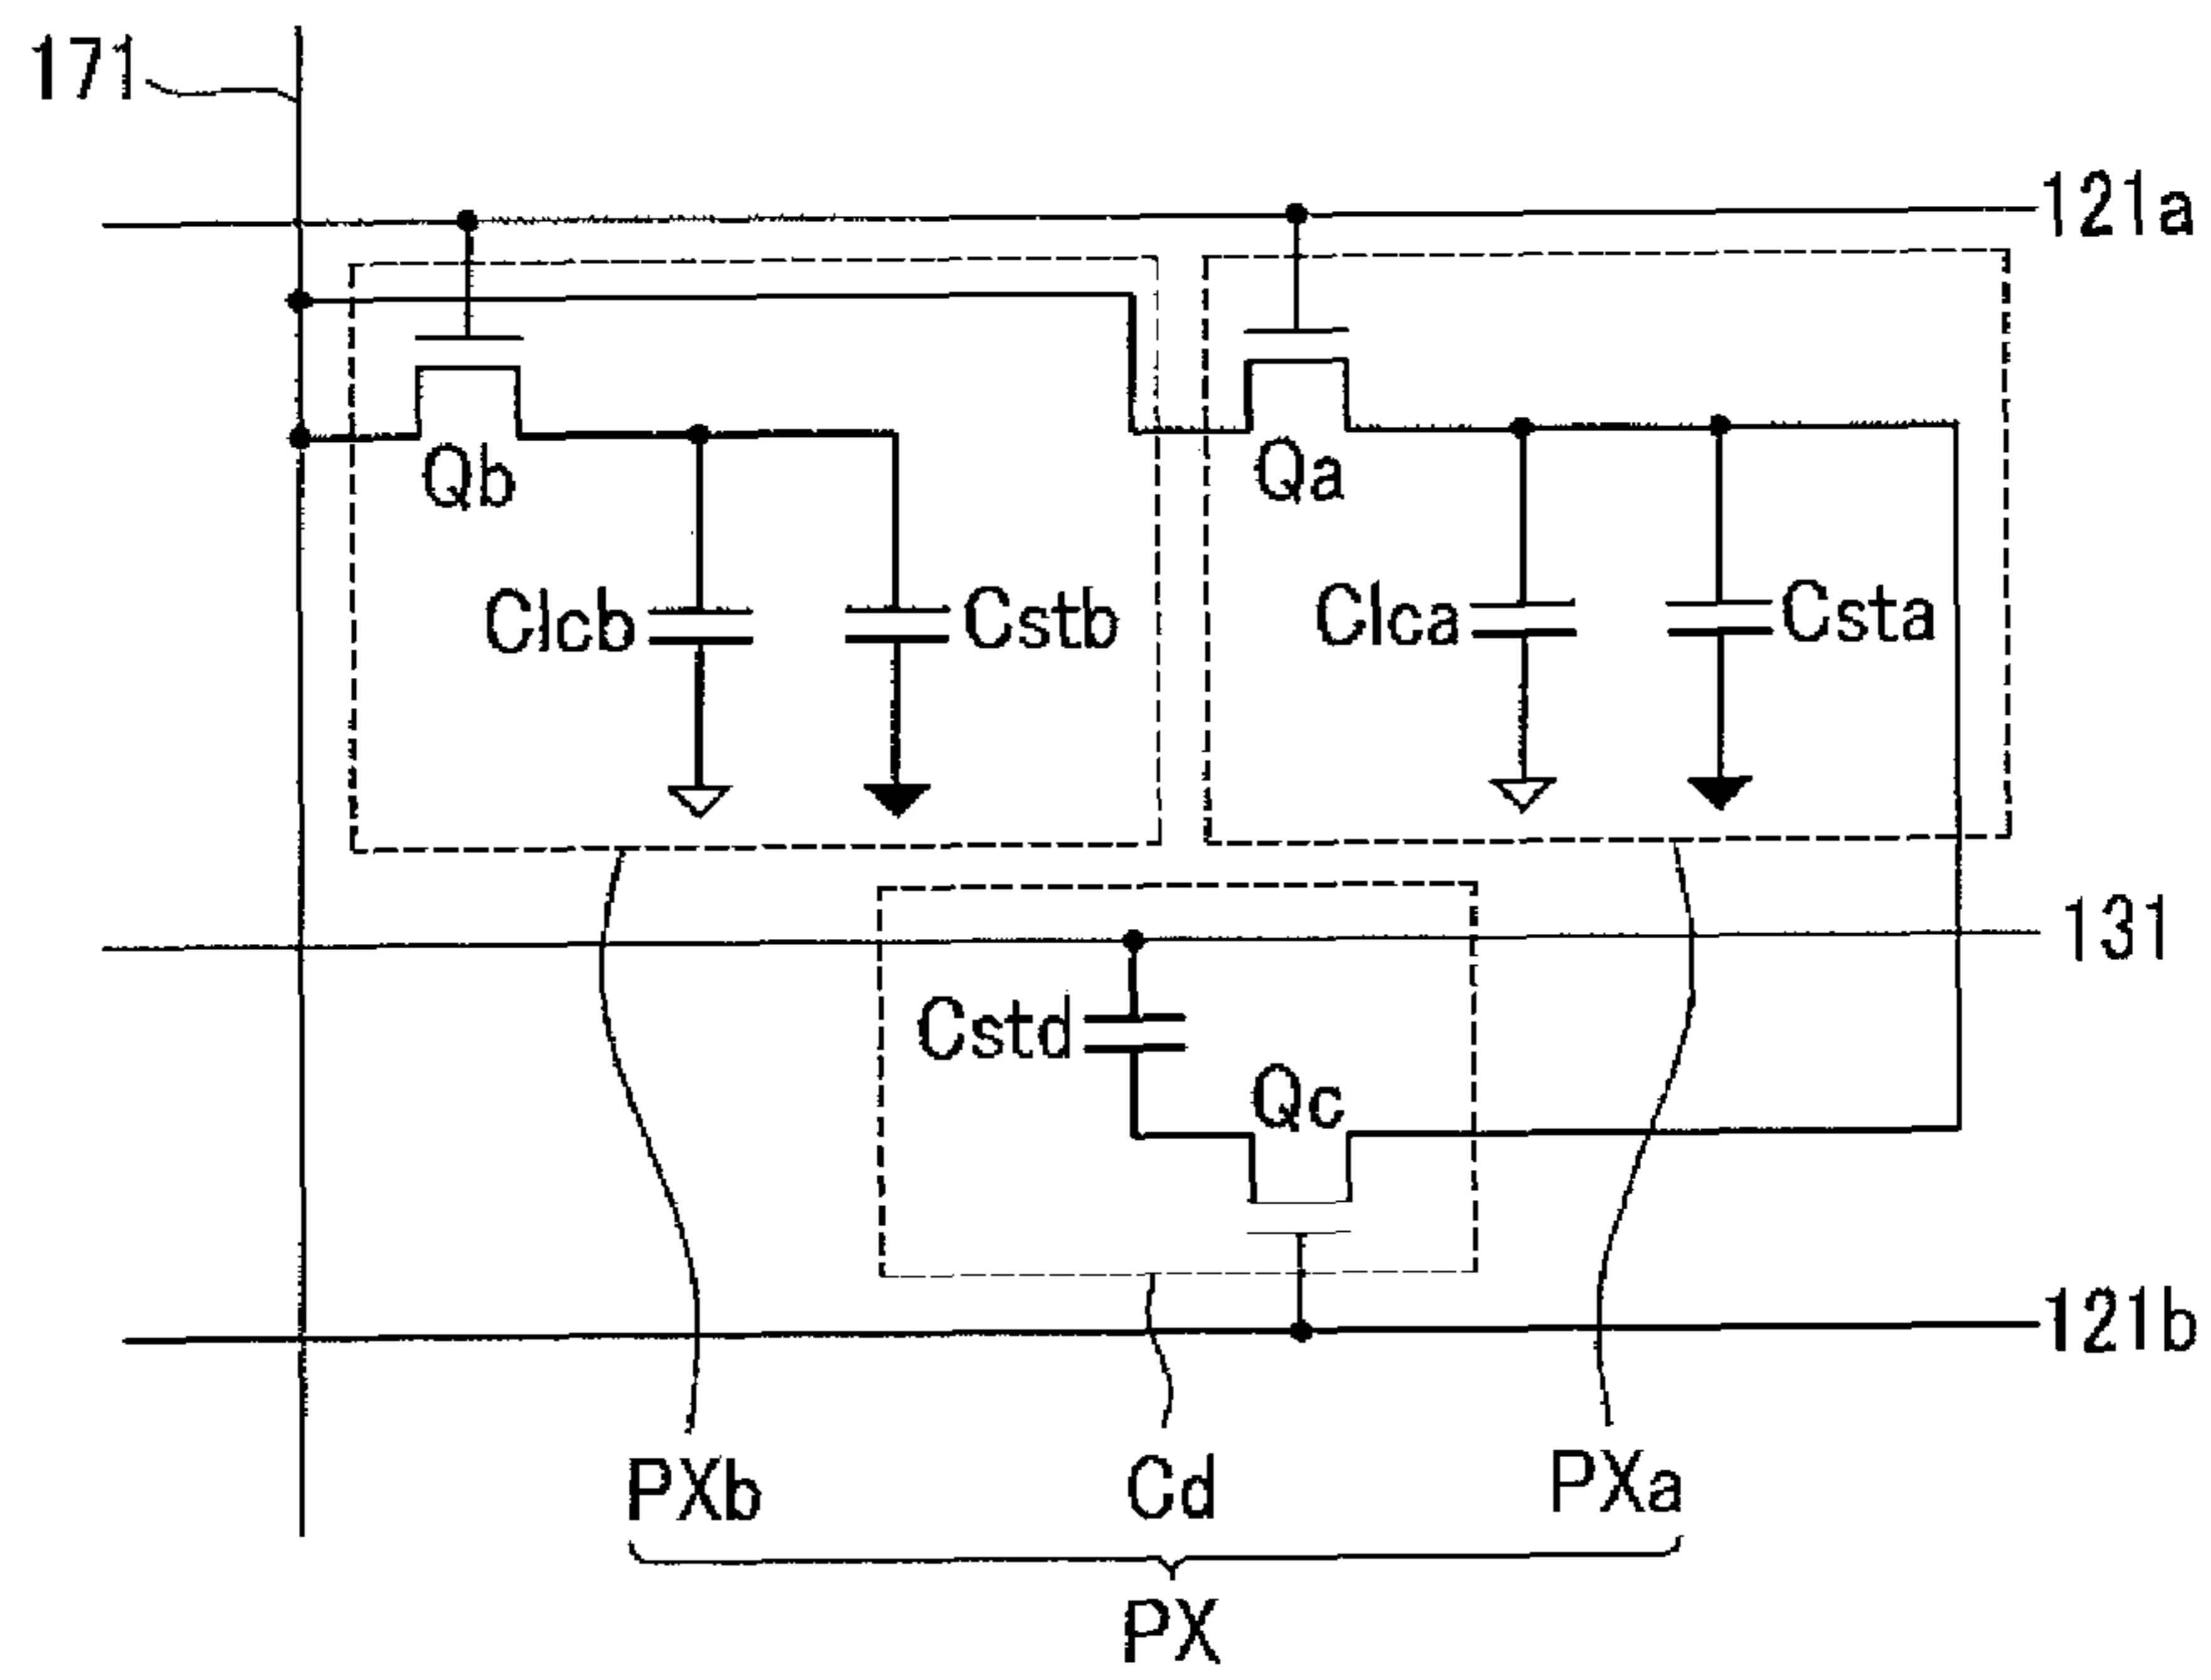 171
121a
Qb
Qa
Clcb
Cstb
Clca
Csta
131
Cstd
Qc
121b
PXb
Cd
PXa
PX